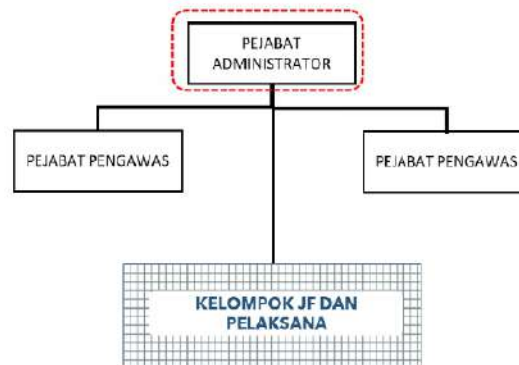 PEJABAT
ADMINISTRATOR
PEJABAT PENGAWAS
PEJABAT PENGAWAS
KELOMPOK JF DAN
PELAKSANA